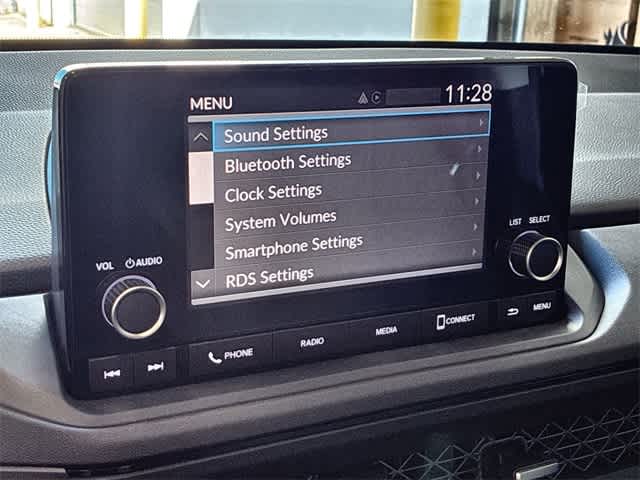 MENU 11:28
Sound Settings
Bluetooth Settings
Clock Settings
System Volumes
Smartphone Settings
RDS Settings
VOL AUDIO
LIST SELECT
PHONE RADIO MEDIA CONNECT MENU